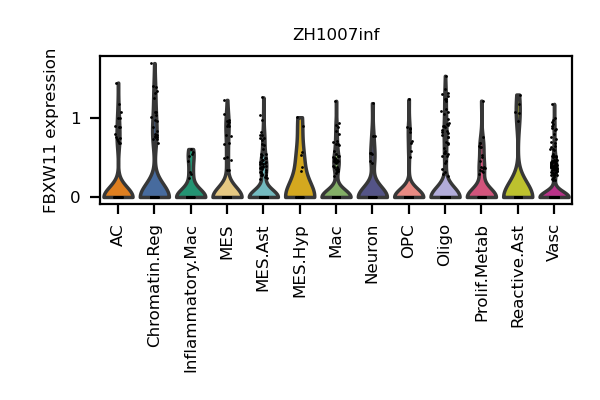 ZH1007inf
FBXW11 expression
1
0
AC
Chromatin.Reg
Inflammatory.Mac
MES
MES.Ast
MES.Hyp
Mac
Neuron
OPC
Oligo
Prolif.Metab
Reactive.Ast
Vasc